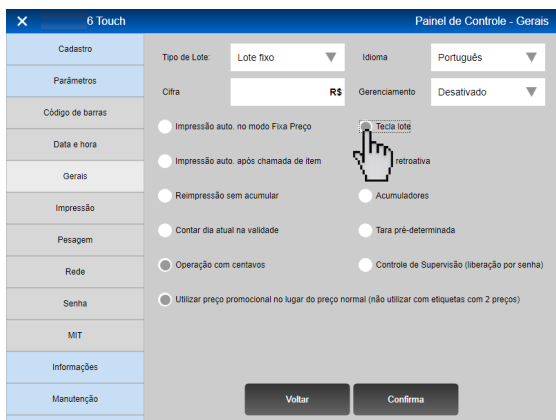 6 Touch
Painel de Controle - Gerais
Cadastro
Parâmetros
Código de barras
Data e hora
Gerais
Impressão
Pesagem
Rede
Senha
MIT
Informações
Manutenção
Tipo de Lote: Lote fixo
Idioma Português
Cifra R$
Gerenciamento Desativado
Impressão auto. no modo Fixa Preço
Tecla lote
Impressão auto. após chamada de item
retroativa
Reimpressão sem acumular
Acumuladores
Contar dia atual na validade
Tara pré-determinada
Operação com centavos
Controle de Supervisão (liberação por senha)
Utilizar preço promocional no lugar do preço normal (não utilizar com etiquetas com 2 preços)
Voltar
Confirma